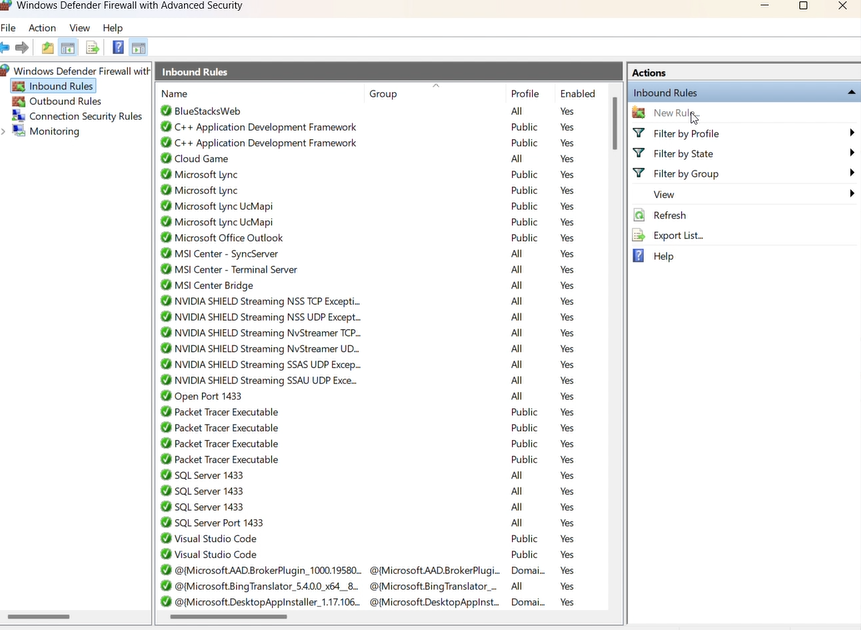 Windows Defender Firewall with Advanced Security
File Action View Help
Windows Defender Firewall with
Inbound Rules
Outbound Rules
Connection Security Rules
Monitoring
Inbound Rules
Name Group Profile Enabled
BlueStacksWeb All Yes
C++ Application Development Framework Public Yes
C++ Application Development Framework Public Yes
Cloud Game All Yes
Microsoft Lync Public Yes
Microsoft Lync Public Yes
Microsoft Lync UcMapi Public Yes
Microsoft Lync UcMapi Public Yes
Microsoft Office Outlook Public Yes
MSI Center - SyncServer All Yes
MSI Center - Terminal Server All Yes
MSI Center Bridge All Yes
NVIDIA SHIELD Streaming NSS TCP Excepti... All Yes
NVIDIA SHIELD Streaming NSS UDP Except... All Yes
NVIDIA SHIELD Streaming NvStreamer TCP... All Yes
NVIDIA SHIELD Streaming NvStreamer UD... All Yes
NVIDIA SHIELD Streaming SSAS UDP Excep... All Yes
NVIDIA SHIELD Streaming SSAU UDP Exce... All Yes
Open Port 1433 All Yes
Packet Tracer Executable Public Yes
Packet Tracer Executable Public Yes
Packet Tracer Executable Public Yes
Packet Tracer Executable Public Yes
SQL Server 1433 All Yes
SQL Server 1433 All Yes
SQL Server 1433 All Yes
SQL Server Port 1433 All Yes
Visual Studio Code Public Yes
Visual Studio Code Public Yes
@{Microsoft.AAD.BrokerPlugin_1000.19580... @{Microsoft.AAD.BrokerPlugi... Domai... Yes
@{Microsoft.BingTranslator_5.4.0.0_x64__8... @{Microsoft.BingTranslator_... All Yes
@{Microsoft.DesktopAppInstaller_1.17.106... @{Microsoft.DesktopAppInst... Domai... Yes
Actions
Inbound Rules
New Rule...
Filter by Profile
Filter by State
Filter by Group
View
Refresh
Export List...
Help